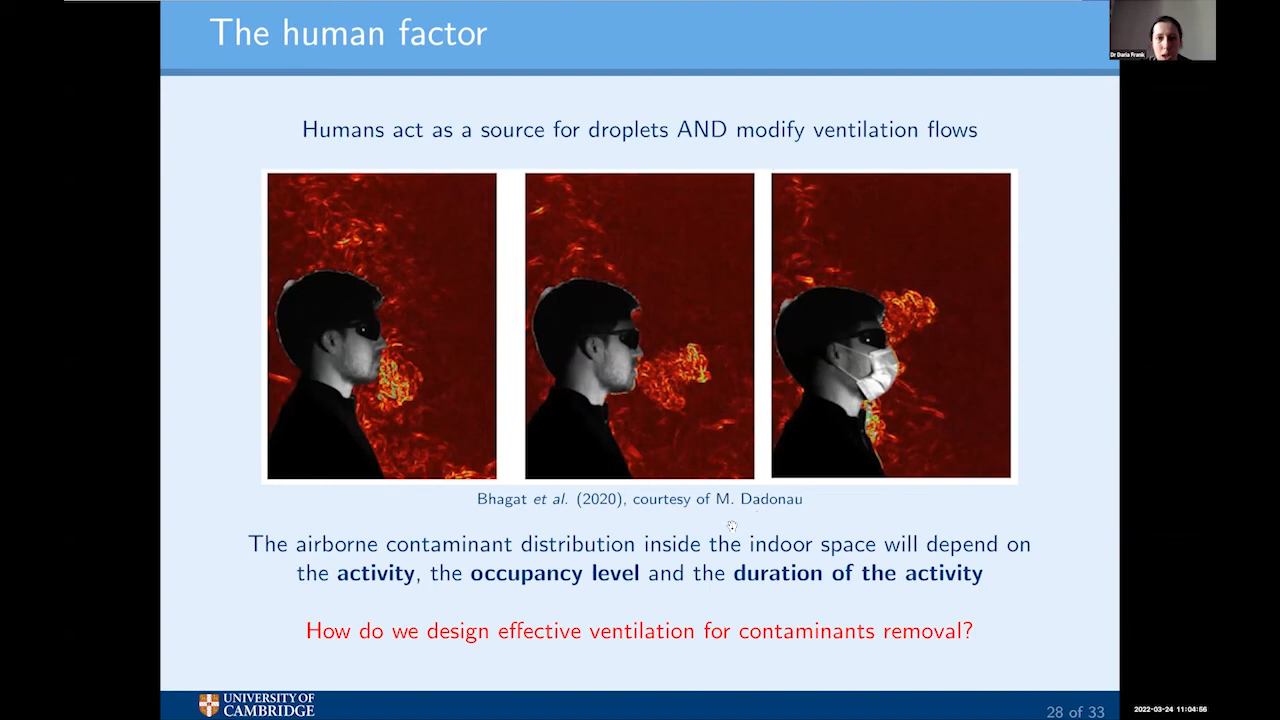 The human factor
Dr Daria Frank
Humans act as a source for droplets AND modify ventilation flows
Bhagat et al. (2020), courtesy of M. Dadonau
The airborne contaminant distribution inside the indoor space will depend on
the activity, the occupancy level and the duration of the activity
How do we design effective ventilation for contaminants removal?
UNIVERSITY OF
CAMBRIDGE
28 of 33
2022-03-24 11:04:56